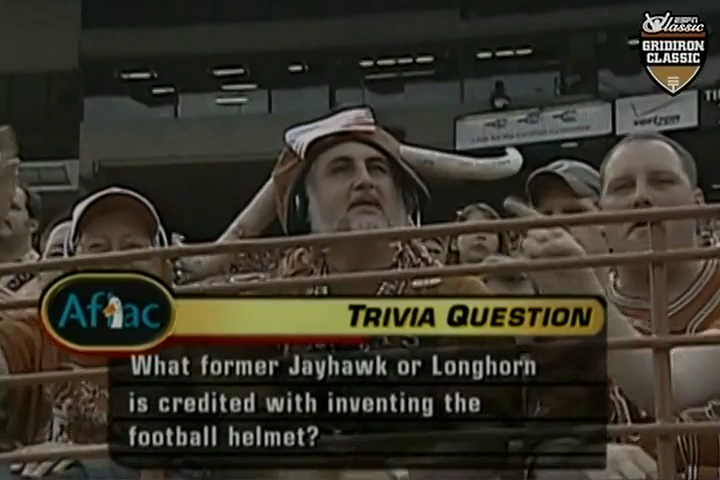 ESPN
Classic
GRIDIRON
CLASSIC
verizon
Aflac
TRIVIA QUESTION
What former Jayhawk or Longhorn
is credited with inventing the
football helmet?